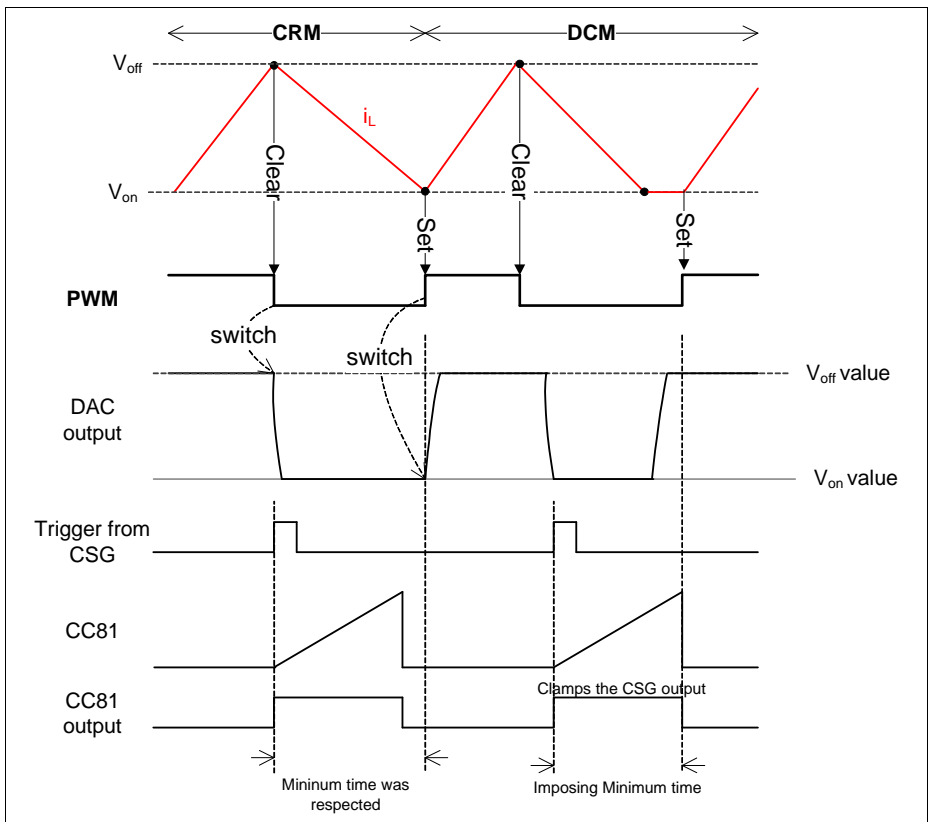 CRM
DCM
Voff
iL
Clear
Clear
Von
Set
Set
PWM
switch
switch
Voff value
DAC
output
Von value
Trigger from
CSG
CC81
Clamps the CSG output
CC81
output
Mininum time was
respected
Imposing Minimum time